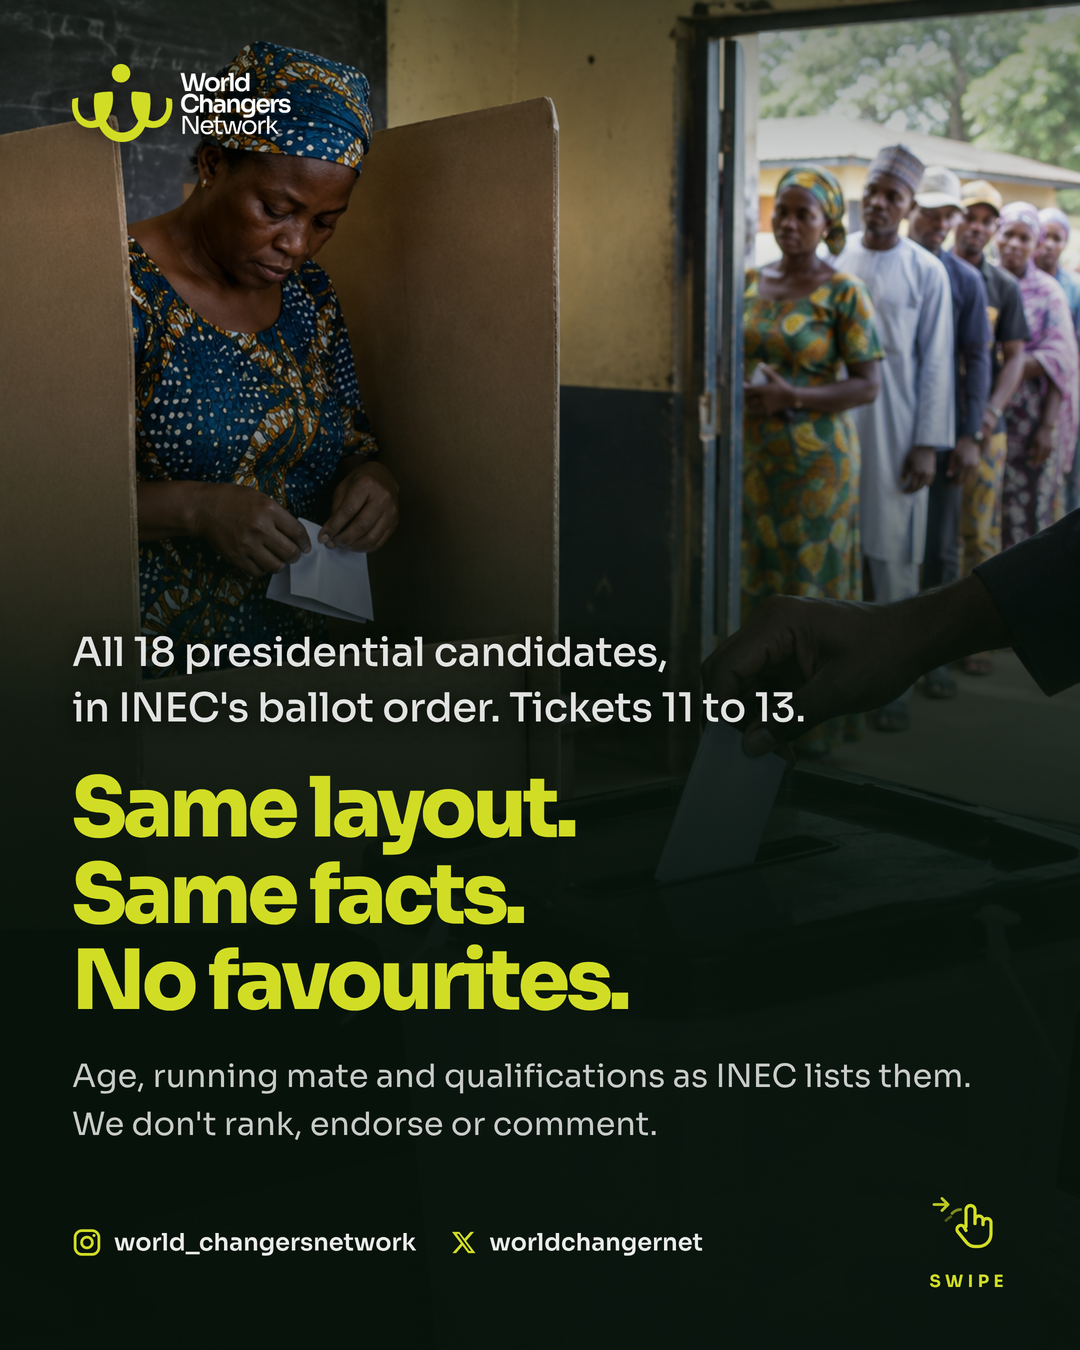 World
Changers
Network
All 18 presidential candidates,
in INEC's ballot order. Tickets 11 to 13.
Same layout.
Same facts.
No favourites.
Age, running mate and qualifications as INEC lists them.
We don't rank, endorse or comment.
world_changersnetwork
worldchangernet
SWIPE